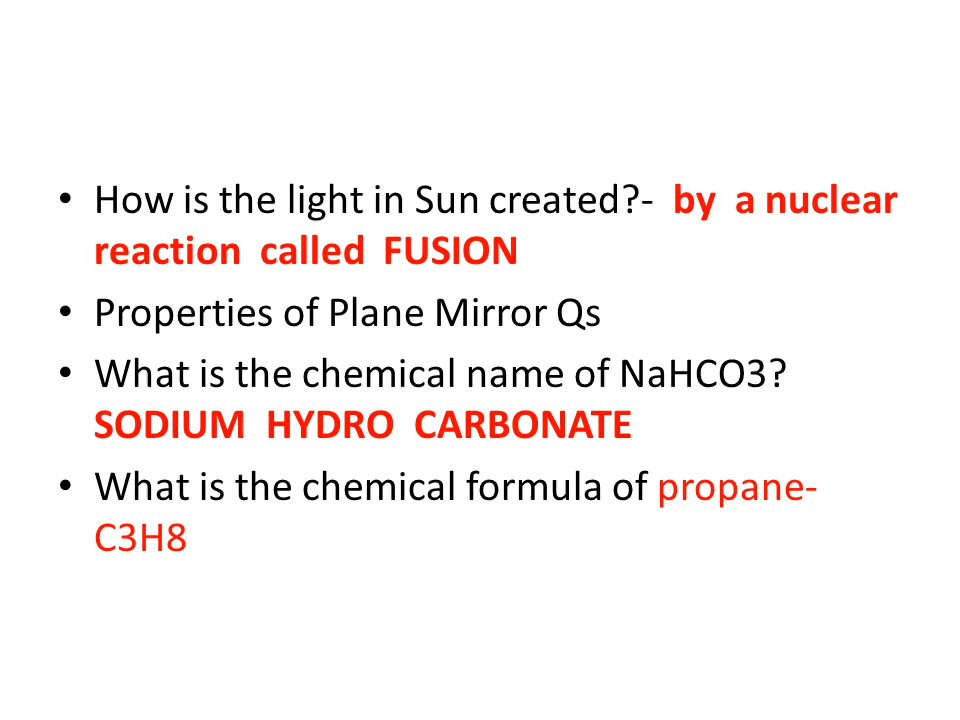 • How is the light in Sun created?- by a nuclear
reaction called FUSION
• Properties of Plane Mirror Qs
• What is the chemical name of NaHCO3?
SODIUM HYDRO CARBONATE
• What is the chemical formula of propane-
C3H8